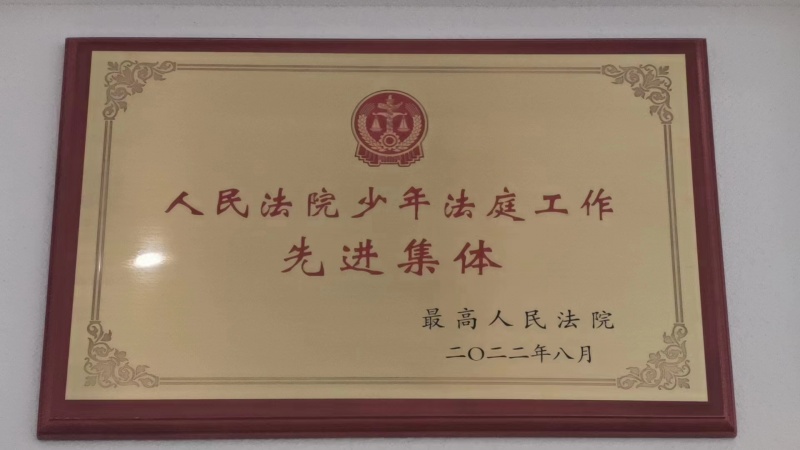 人民法院少年法庭工作
先进集体
最高人民法院
二〇二二年八月